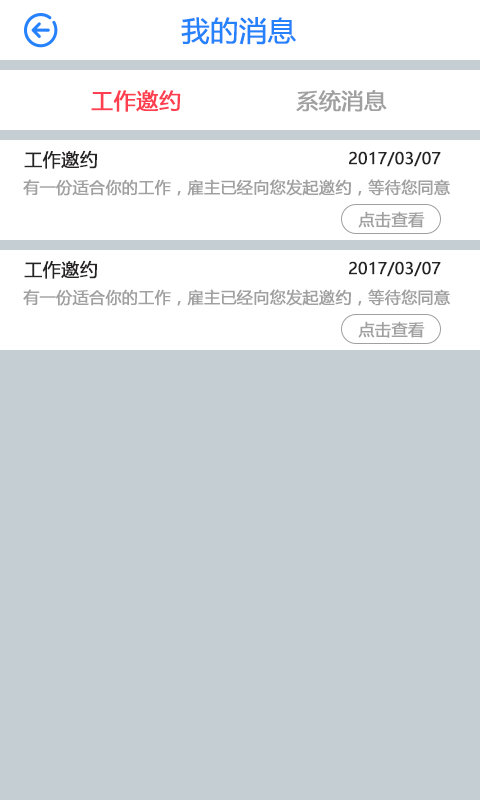 我的消息
工作邀约 系统消息
工作邀约 2017/03/07
有一份适合你的工作，雇主已经向您发起邀约，等待您同意
点击查看
工作邀约 2017/03/07
有一份适合你的工作，雇主已经向您发起邀约，等待您同意
点击查看